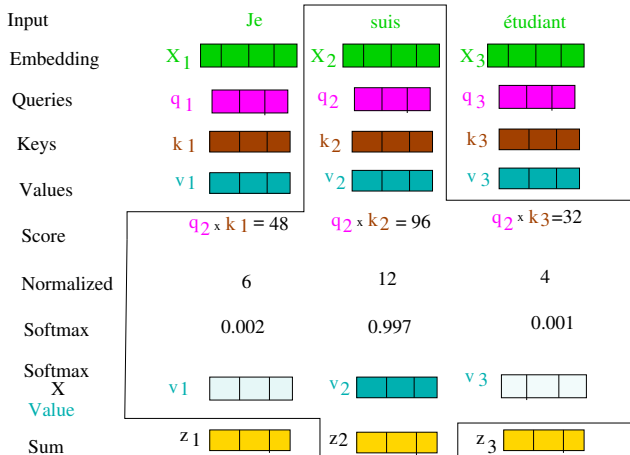 Input Je suis étudiant
Embedding X1 X2 X3
Queries q1 q2 q3
Keys k1 k2 k3
Values v1 v2 v3
Score q2 x k1 = 48 q2 x k2 = 96 q2 x k3=32
Normalized 6 12 4
Softmax 0.002 0.997 0.001
Softmax
X
Value v1 v2 v3
Sum z1 z2 z3